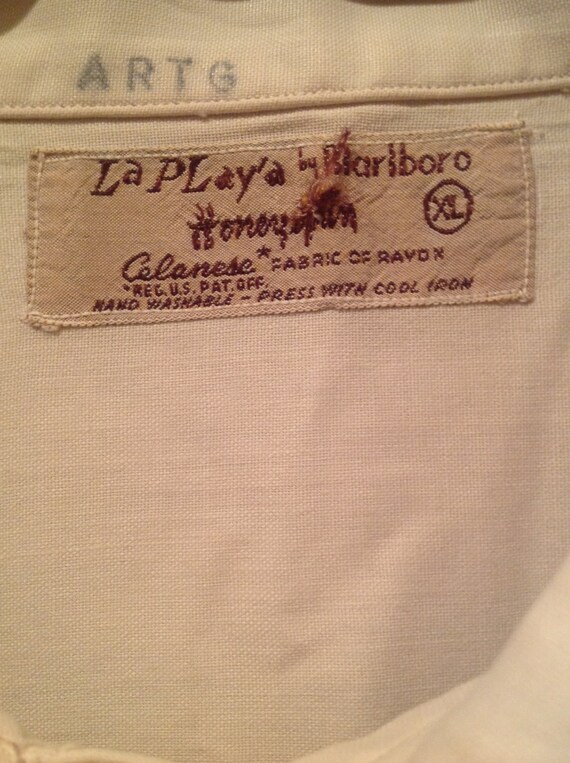 ARTG
La PLay'a by Marlboro
Honeyspun
XL
Celanese* FABRIC OF RAYON
*REG. U.S. PAT. OFF.
HAND WASHABLE – PRESS WITH COOL IRON